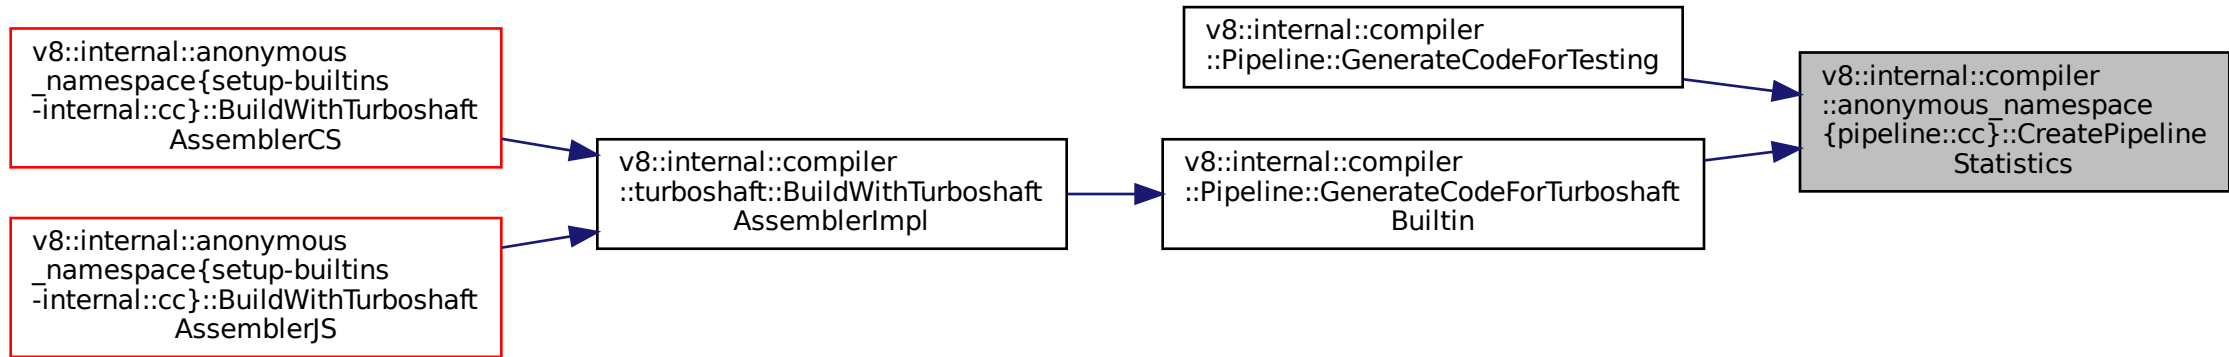 v8::internal::anonymous
_namespace{setup-builtins
-internal::cc}::BuildWithTurboshaft
AssemblerCS
v8::internal::anonymous
_namespace{setup-builtins
-internal::cc}::BuildWithTurboshaft
AssemblerJS
v8::internal::compiler
::turboshaft::BuildWithTurboshaft
AssemblerImpl
v8::internal::compiler
::Pipeline::GenerateCodeForTesting
v8::internal::compiler
::Pipeline::GenerateCodeForTurboshaft
Builtin
v8::internal::compiler
::anonymous_namespace
{pipeline::cc}::CreatePipeline
Statistics